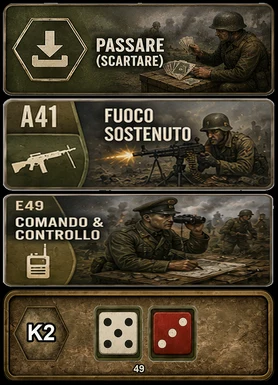 PASSARE
(SCARTARE)
A41
FUOCO
SOSTENUTO
E49
COMANDO &
CONTROLLO
K2
49